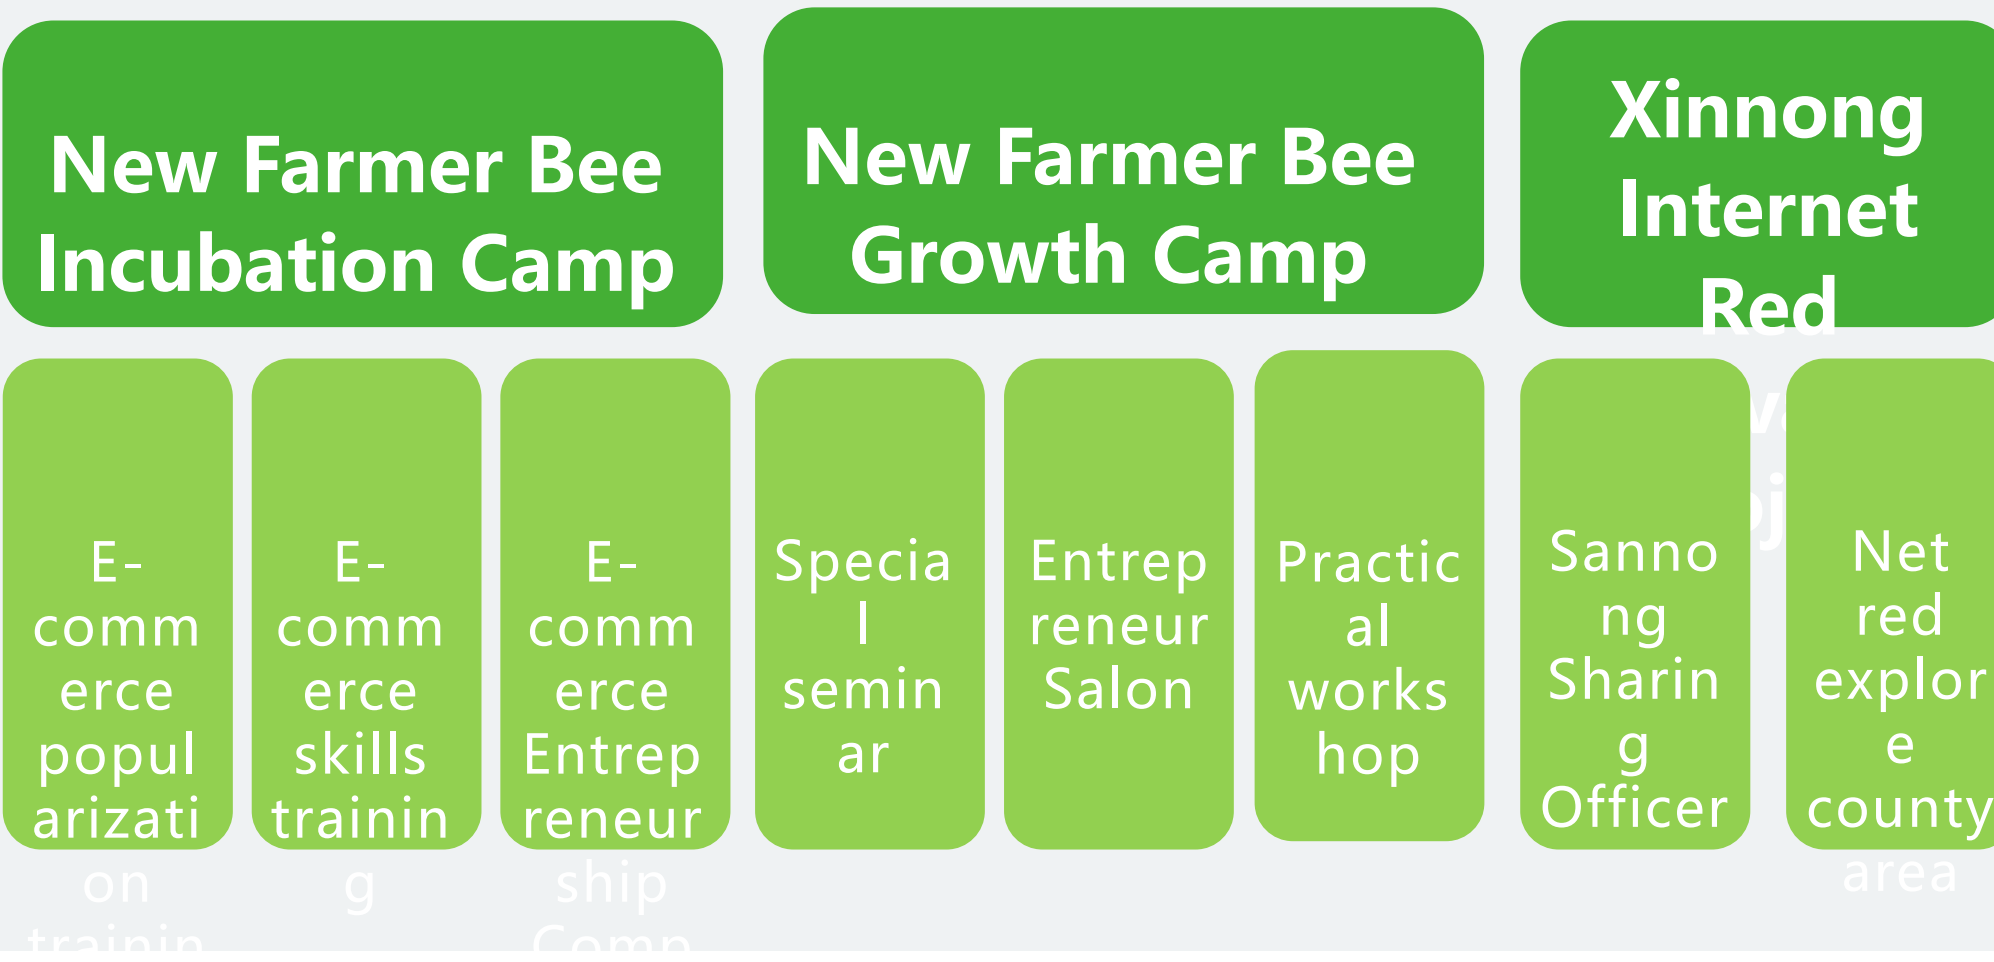 New Farmer Bee
Incubation Camp
New Farmer Bee
Growth Camp
Xinnong
Internet
Red
E-
comm
erce
popul
arizati
on
trainin
E-
comm
erce
skills
trainin
g
E-
comm
erce
Entrep
reneur
ship
Comp
Specia
l
semin
ar
Entrep
reneur
Salon
Practic
al
works
hop
Sanno
ng
Sharin
g
Officer
Net
red
explor
e
county
area